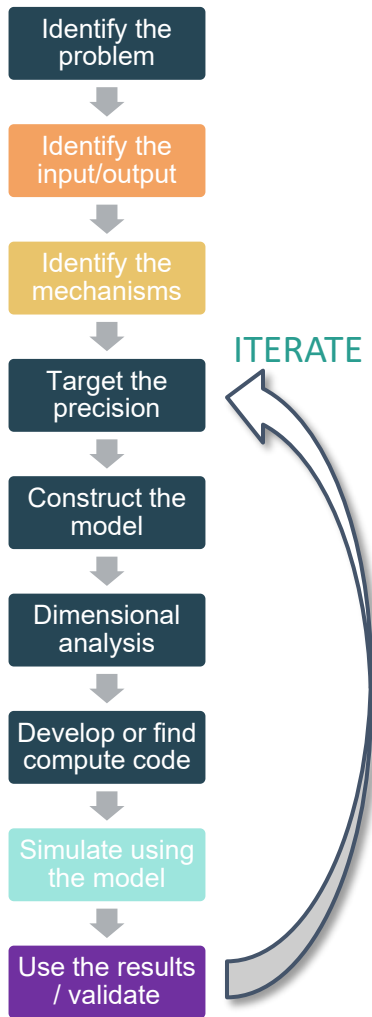 Identify the
problem
Identify the
input/output
Identify the
mechanisms
ITERATE
Target the
precision
Construct the
model
Dimensional
analysis
Develop or find
compute code
Simulate using
the model
Use the results
/ validate